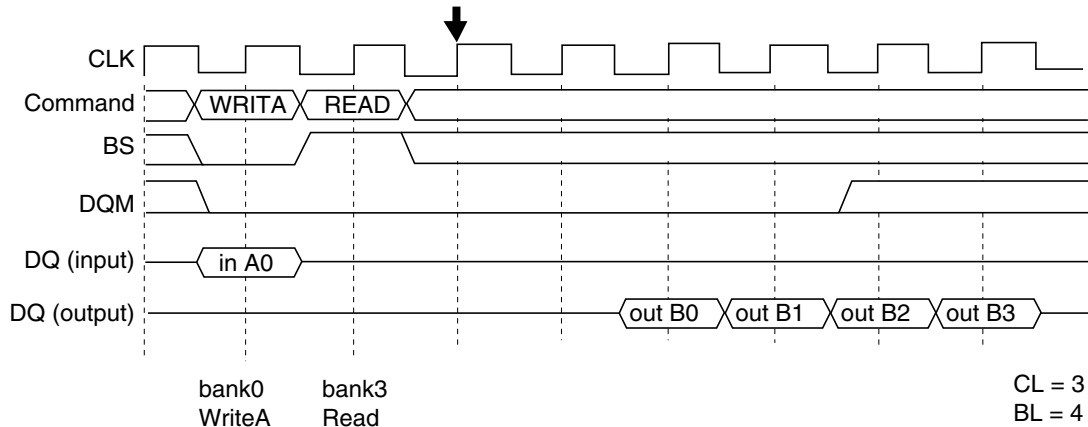 CLK
Command WRITA READ
BS
DQM
DQ (input) in A0
DQ (output) out B0 out B1 out B2 out B3
bank0 bank3 CL = 3
WriteA Read BL = 4